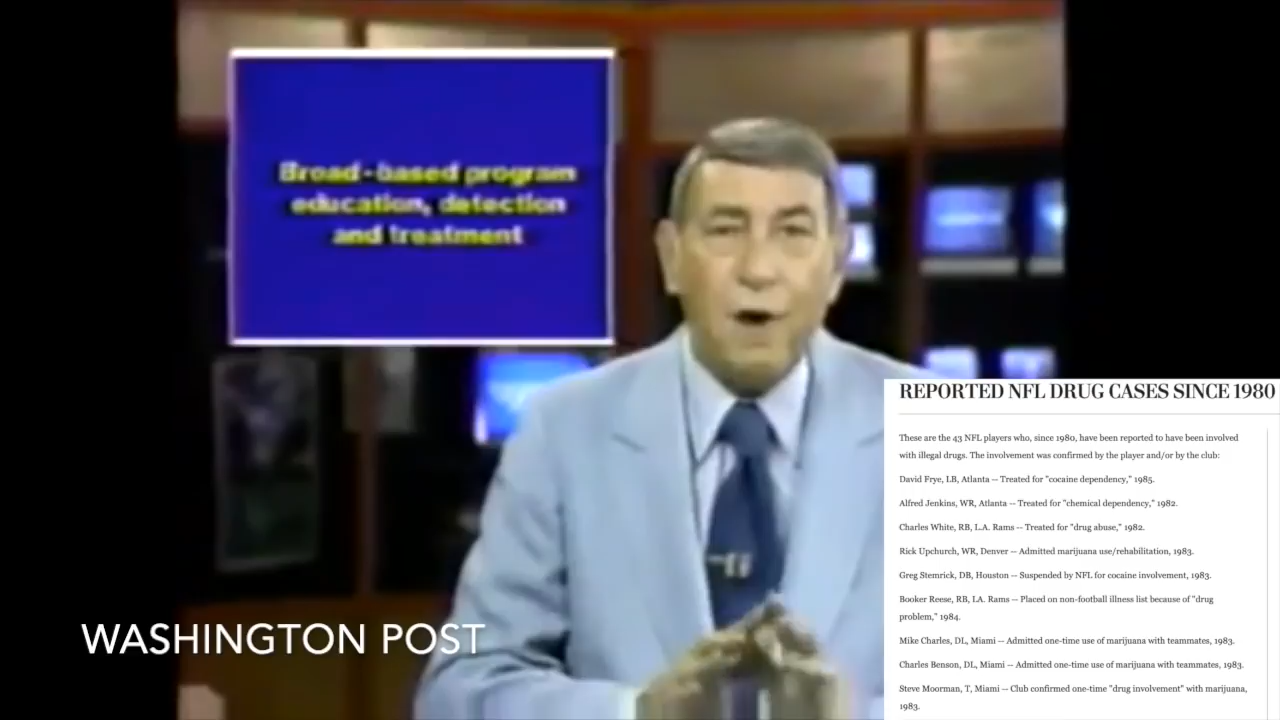 Broad-based program
education, detection
and treatment
REPORTED NFL DRUG CASES SINCE 1980
These are the 43 NFL players who, since 1980, have been reported to have been involved
with illegal drugs. The involvement was confirmed by the player and/or by the club:
David Frye, LB, Atlanta -- Treated for "cocaine dependency," 1985.
Alfred Jenkins, WR, Atlanta -- Treated for "chemical dependency," 1982.
Charles White, RB, L.A. Rams -- Treated for "drug abuse," 1982.
Rick Upchurch, WR, Denver -- Admitted marijuana use/rehabilitation, 1983.
Greg Stemrick, DB, Houston -- Suspended by NFL for cocaine involvement, 1983.
Booker Reese, RB, LA. Rams -- Placed on non-football illness list because of "drug
problem," 1984.
Mike Charles, DL, Miami -- Admitted one-time use of marijuana with teammates, 1983.
Charles Benson, DL, Miami -- Admitted one-time use of marijuana with teammates, 1983.
Steve Moorman, T, Miami -- Club confirmed one-time "drug involvement" with marijuana,
1983.
WASHINGTON POST